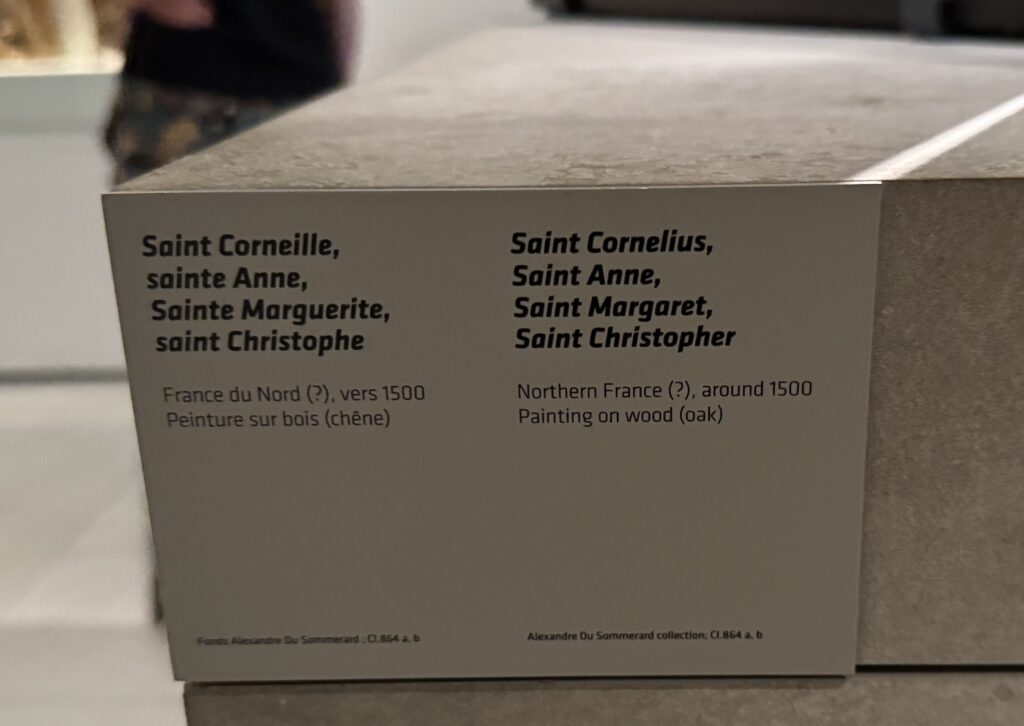 Saint Corneille,
sainte Anne,
Sainte Marguerite,
saint Christophe
France du Nord (?), vers 1500
Peinture sur bois (chêne)
Fonds Alexandre Du Sommerard ; Cl.864 a, b
Saint Cornelius,
Saint Anne,
Saint Margaret,
Saint Christopher
Northern France (?), around 1500
Painting on wood (oak)
Alexandre Du Sommerard collection; Cl.864 a, b